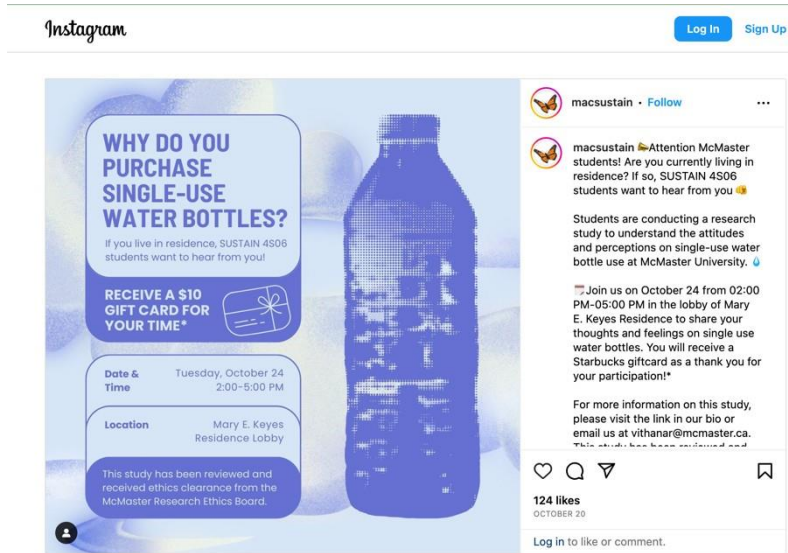 Instagram
Log In
Sign Up
WHY DO YOU
PURCHASE
SINGLE-USE
WATER BOTTLES?
If you live in residence, SUSTAIN 4S06
students want to hear from you!
RECEIVE A $10
GIFT CARD FOR
YOUR TIME*
Date &
Time
Tuesday, October 24
2:00-5:00 PM
Location
Mary E. Keyes
Residence Lobby
This study has been reviewed and
received ethics clearance from the
McMaster Research Ethics Board.
macsustain • Follow
macsustain 📣Attention McMaster
students! Are you currently living in
residence? If so, SUSTAIN 4S06
students want to hear from you 🫵
Students are conducting a research
study to understand the attitudes
and perceptions on single-use water
bottle use at McMaster University. 💧
🗓️Join us on October 24 from 02:00
PM-05:00 PM in the lobby of Mary
E. Keyes Residence to share your
thoughts and feelings on single use
water bottles. You will receive a
Starbucks giftcard as a thank you for
your participation!*
For more information on this study,
please visit the link in our bio or
email us at vithanar@mcmaster.ca.
This study has been reviewed and
124 likes
OCTOBER 20
Log in to like or comment.